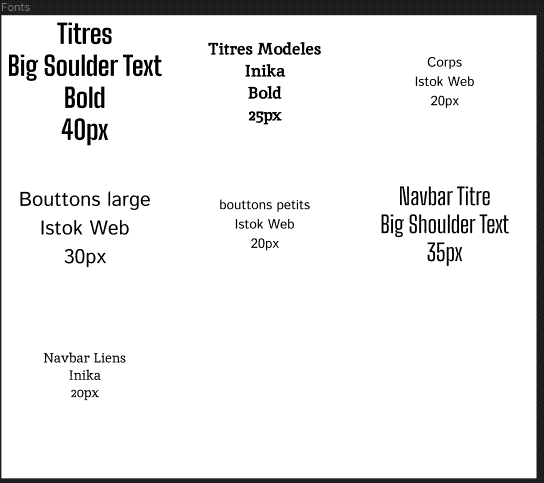 Fonts
Titres
Big Soulder Text
Bold
40px
Titres Modeles
Inika
Bold
25px
Corps
Istok Web
20px
Bouttons large
Istok Web
30px
bouttons petits
Istok Web
20px
Navbar Titre
Big Shoulder Text
35px
Navbar Liens
Inika
20px